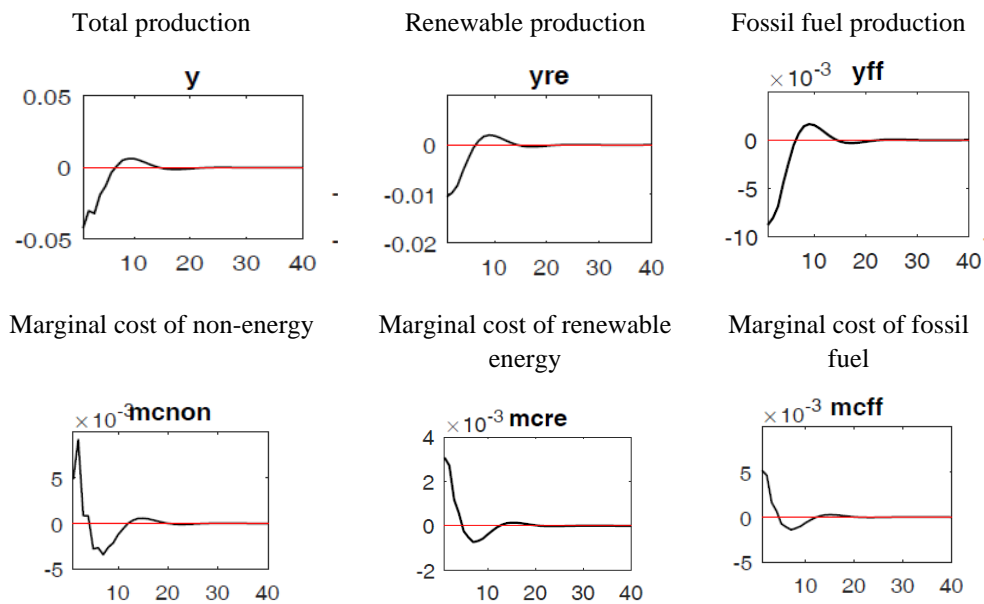 Total production
Renewable production
Fossil fuel production
y
0.05
0
-0.05
10 20 30 40
yre
0
-0.01
-0.02
10 20 30 40
× 10⁻³ yff
0
-5
-10
10 20 30 40
Marginal cost of non-energy
Marginal cost of renewable
energy
Marginal cost of fossil
fuel
× 10⁻³ mcnon
5
0
-5
10 20 30 40
× 10⁻³ mcre
4
2
0
-2
10 20 30 40
× 10⁻³ mcff
5
0
-5
10 20 30 40